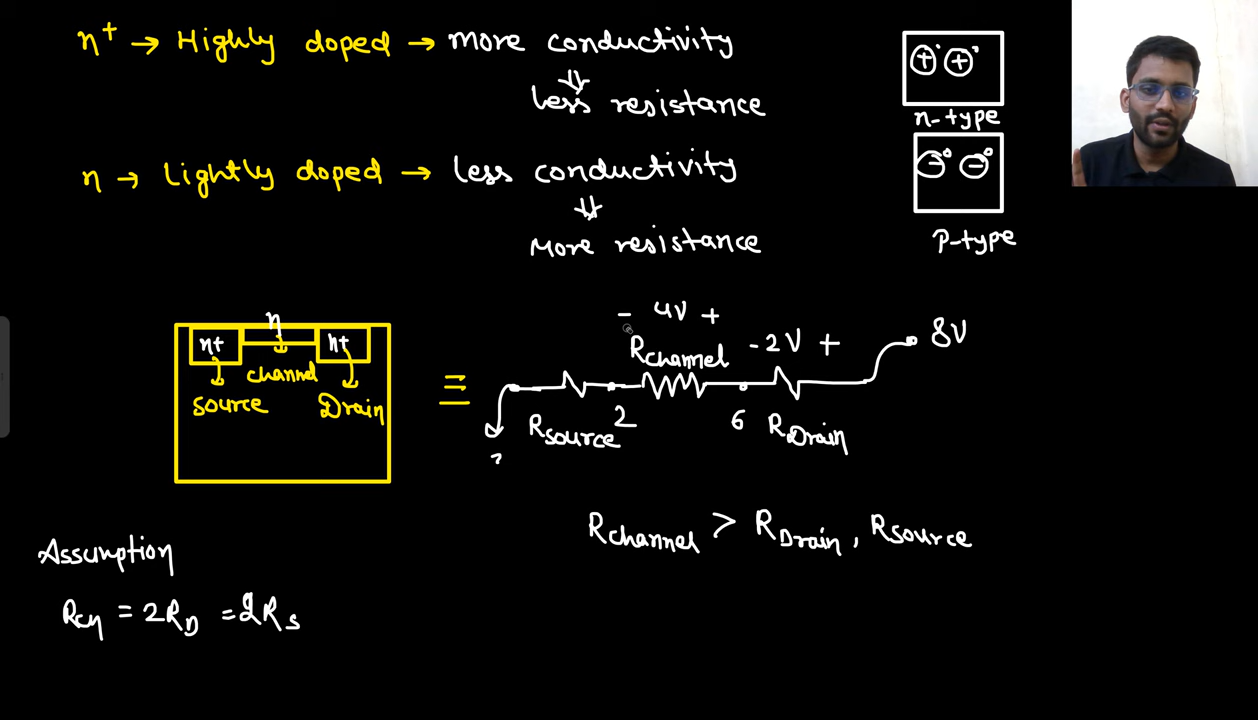 n+ → Highly doped → more conductivity
⇓
less resistance
n → Lightly doped → less conductivity
⇓
More resistance
+ +
n-type
- -
p-type
n
n+ n+
channel
source Drain
≡
- 4V +
Rchannel - 2V + 8V
Rsource 2 6 RDrain
Rchannel > RDrain, Rsource
Assumption
RCH = 2RD = 2RS